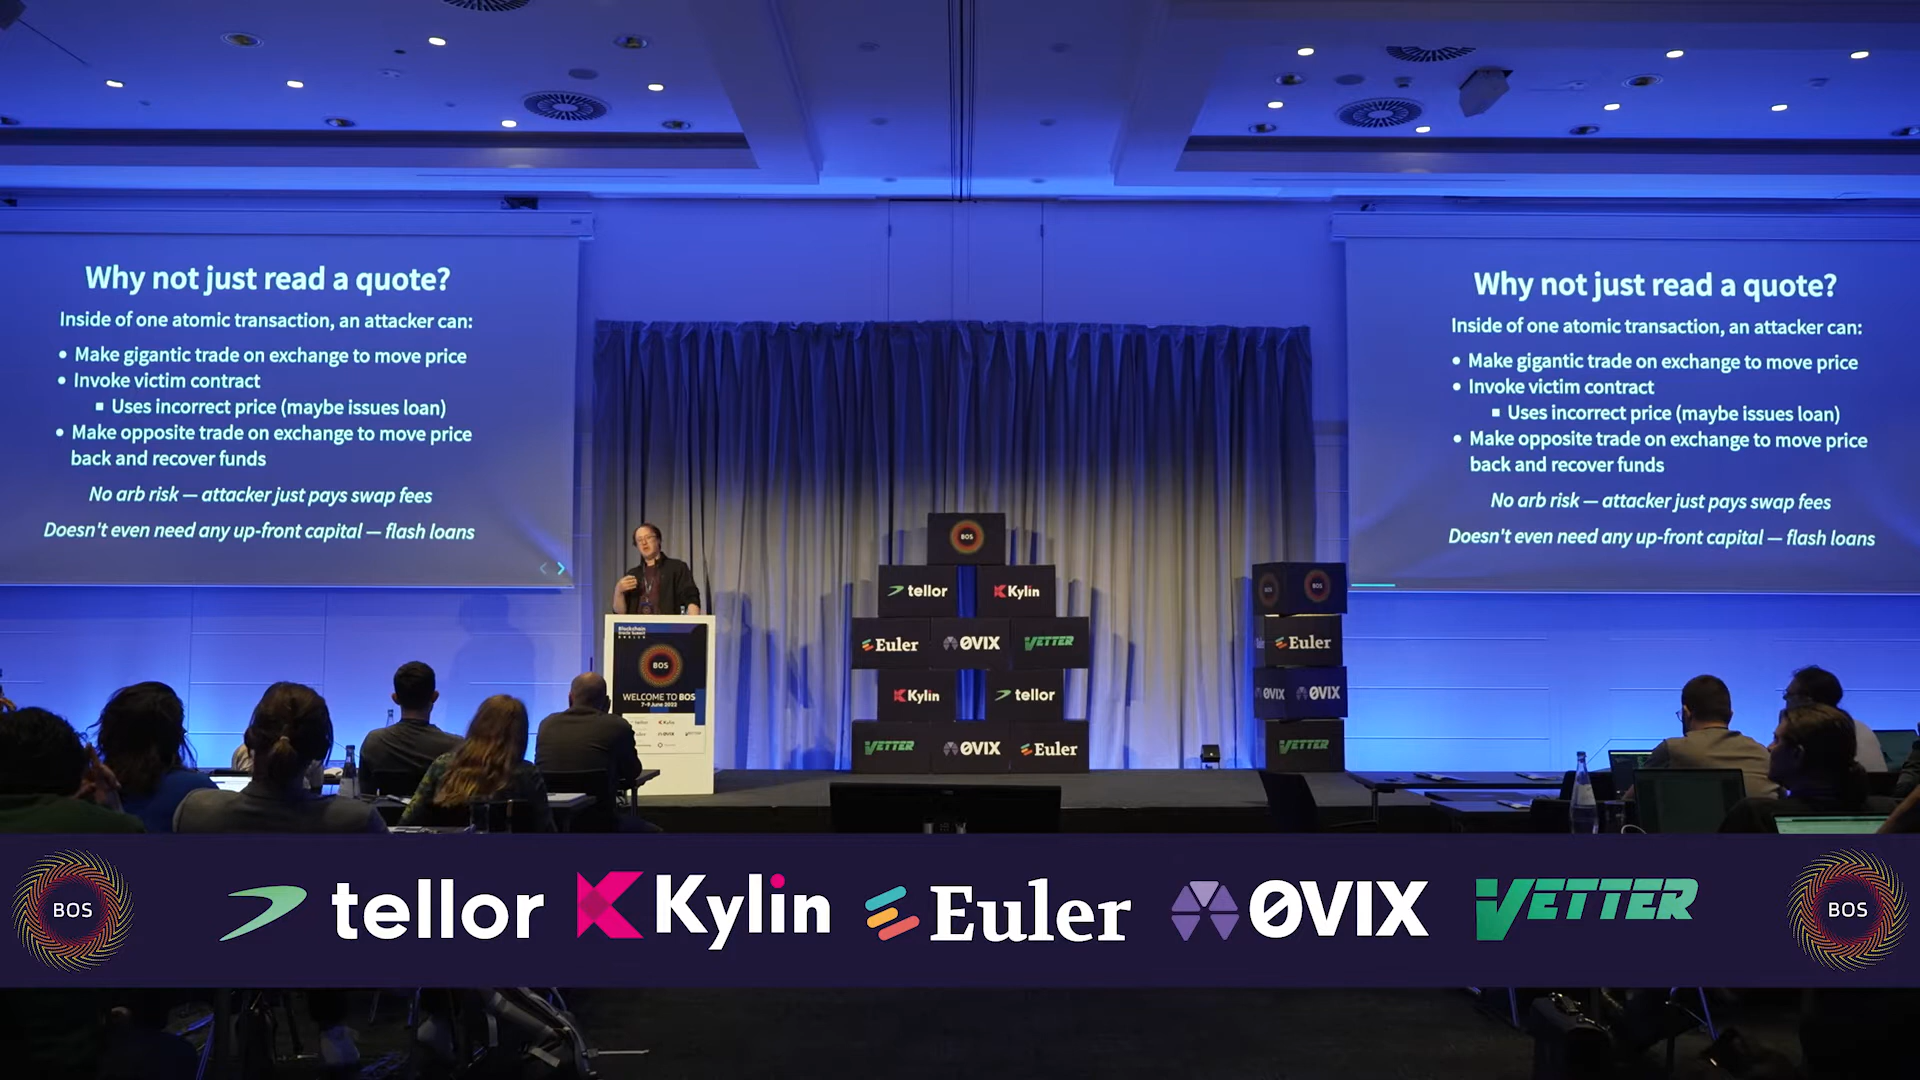 Why not just read a quote?
Inside of one atomic transaction, an attacker can:
• Make gigantic trade on exchange to move price
• Invoke victim contract
▪ Uses incorrect price (maybe issues loan)
• Make opposite trade on exchange to move price
back and recover funds
No arb risk — attacker just pays swap fees
Doesn't even need any up-front capital — flash loans
Why not just read a quote?
Inside of one atomic transaction, an attacker can:
• Make gigantic trade on exchange to move price
• Invoke victim contract
▪ Uses incorrect price (maybe issues loan)
• Make opposite trade on exchange to move price
back and recover funds
No arb risk — attacker just pays swap fees
Doesn't even need any up-front capital — flash loans
BOS
tellor Kylin
Euler 0VIX VETTER
Kylin tellor
VETTER 0VIX Euler
BOS BOS
Euler
0VIX 0VIX
VETTER
Blockchain
BOS
WELCOME TO BOS
7-9 June 2022
BOS tellor Kylin Euler 0VIX VETTER BOS